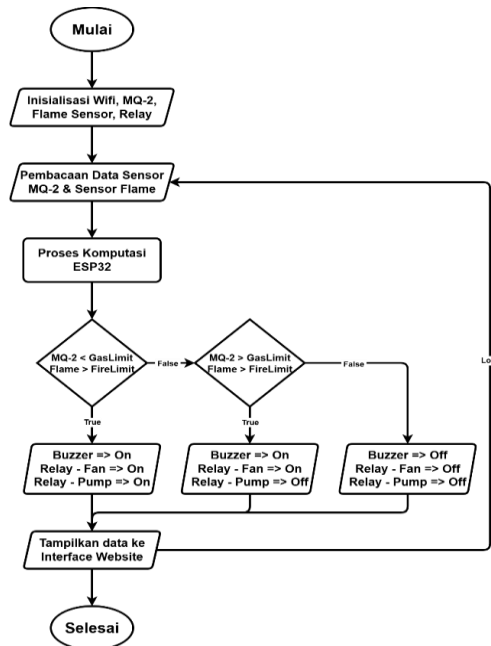 Mulai
Inisialisasi Wifi, MQ-2,
Flame Sensor, Relay
Pembacaan Data Sensor
MQ-2 & Sensor Flame
Proses Komputasi
ESP32
MQ-2 < GasLimit
Flame > FireLimit
False
MQ-2 > GasLimit
Flame > FireLimit
False
Lo
True
True
Buzzer => On
Relay - Fan => On
Relay - Pump => On
Buzzer => On
Relay - Fan => On
Relay - Pump => Off
Buzzer => Off
Relay - Fan => Off
Relay - Pump => Off
Tampilkan data ke
Interface Website
Selesai